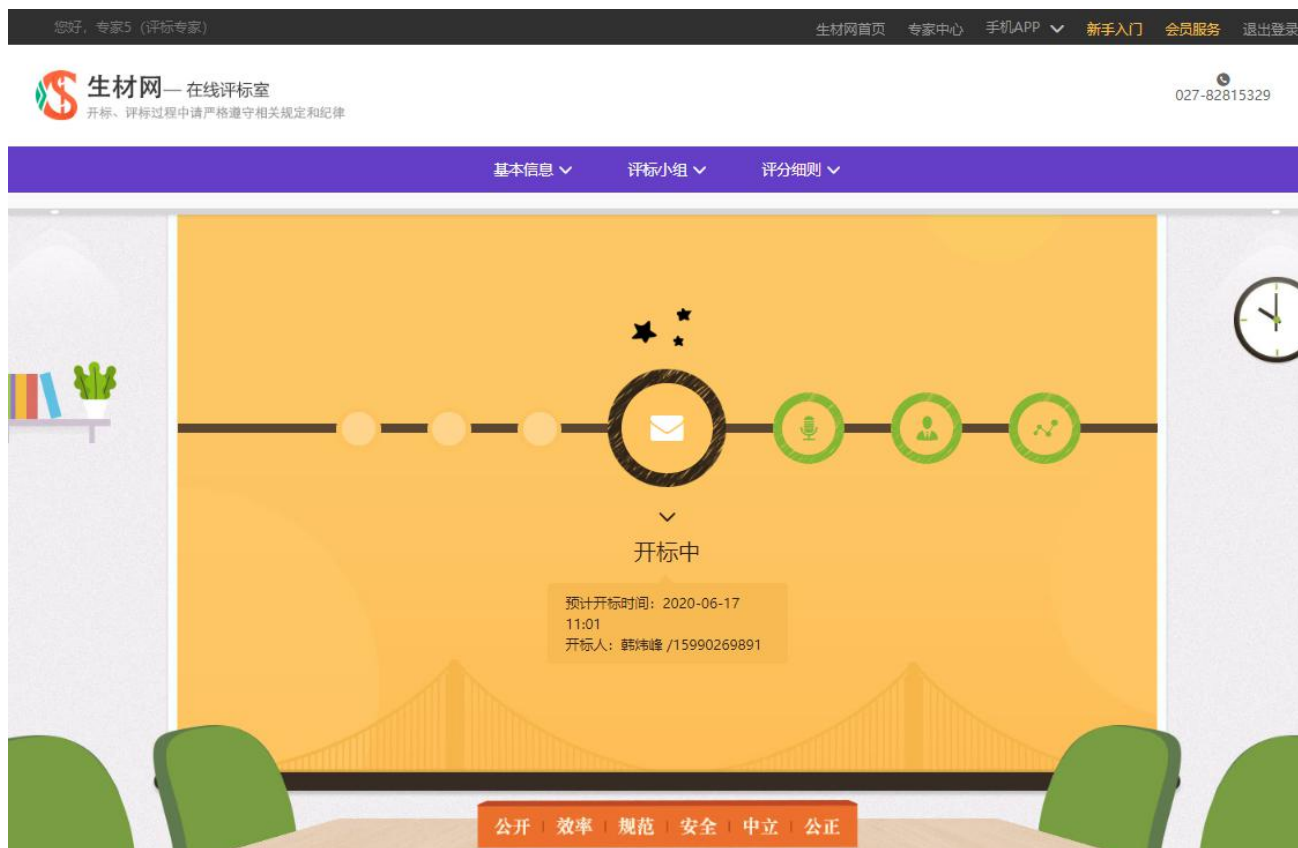 您好，专家5（评标专家）
生材网首页 专家中心 手机APP 新手入门 会员服务 退出登录
生材网— 在线评标室
开标、评标过程中请严格遵守相关规定和纪律
027-82815329
基本信息 评标小组 评分细则
开标中
预计开标时间：2020-06-17
11:01
开标人：韩炜峰 /15990269891
公开 效率 规范 安全 中立 公正